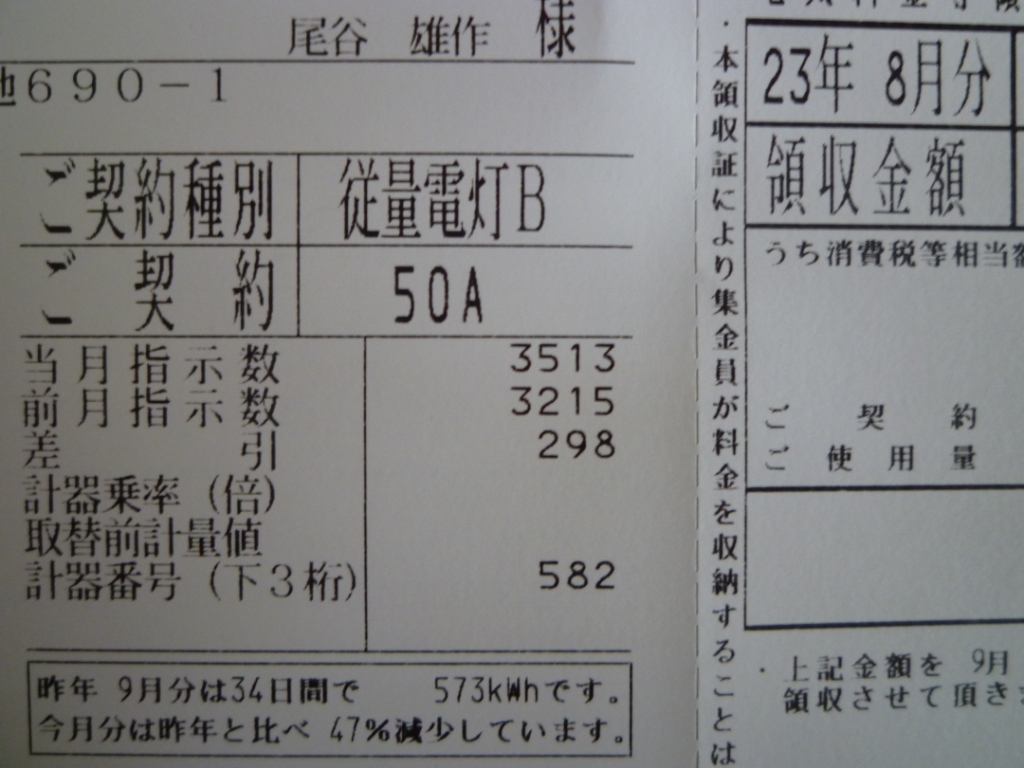 尾谷 雄作 様
地690-1
ご契約種別 従量電灯B
ご契約 50A
当月指示数 3513
前月指示数 3215
差引 298
計器乗率(倍)
取替前計量値
計器番号(下3桁) 582
昨年 9月分は34日間で 573kWhです。
今月分は昨年と比べ 47%減少しています。
・本領収証により集金員が料金を収納することは
23年 8月分
領収金額
うち消費税等相当額
ご契約
ご使用量
・上記金額を 9月
領収させて頂きま